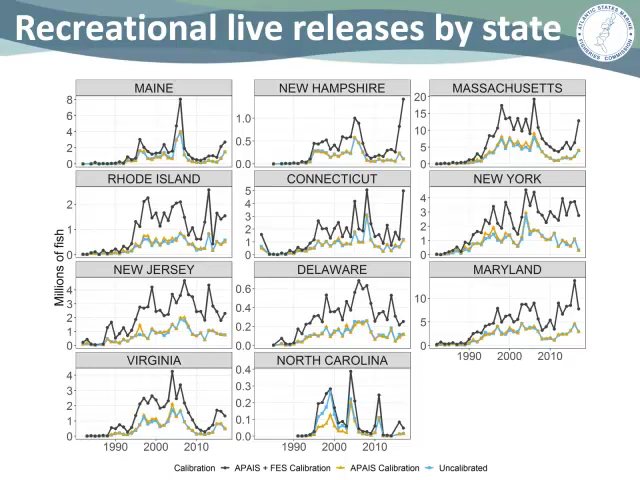 Recreational live releases by state
ATLANTIC STATES MARINE
FISHERIES COMMISSION
MAINE
NEW HAMPSHIRE
MASSACHUSETTS
8
6
4
2
0
1.0
0.5
0.0
20
15
10
5
0
RHODE ISLAND
CONNECTICUT
NEW YORK
2
1
0
5
4
3
2
1
0
4
3
2
1
0
Millions of fish
NEW JERSEY
DELAWARE
MARYLAND
4
3
2
1
0
0.6
0.4
0.2
0.0
10
5
0
1990 2000 2010
VIRGINIA
NORTH CAROLINA
4
3
2
1
0
0.4
0.3
0.2
0.1
0.0
1990 2000 2010
1990 2000 2010
Calibration APAIS + FES Calibration APAIS Calibration Uncalibrated